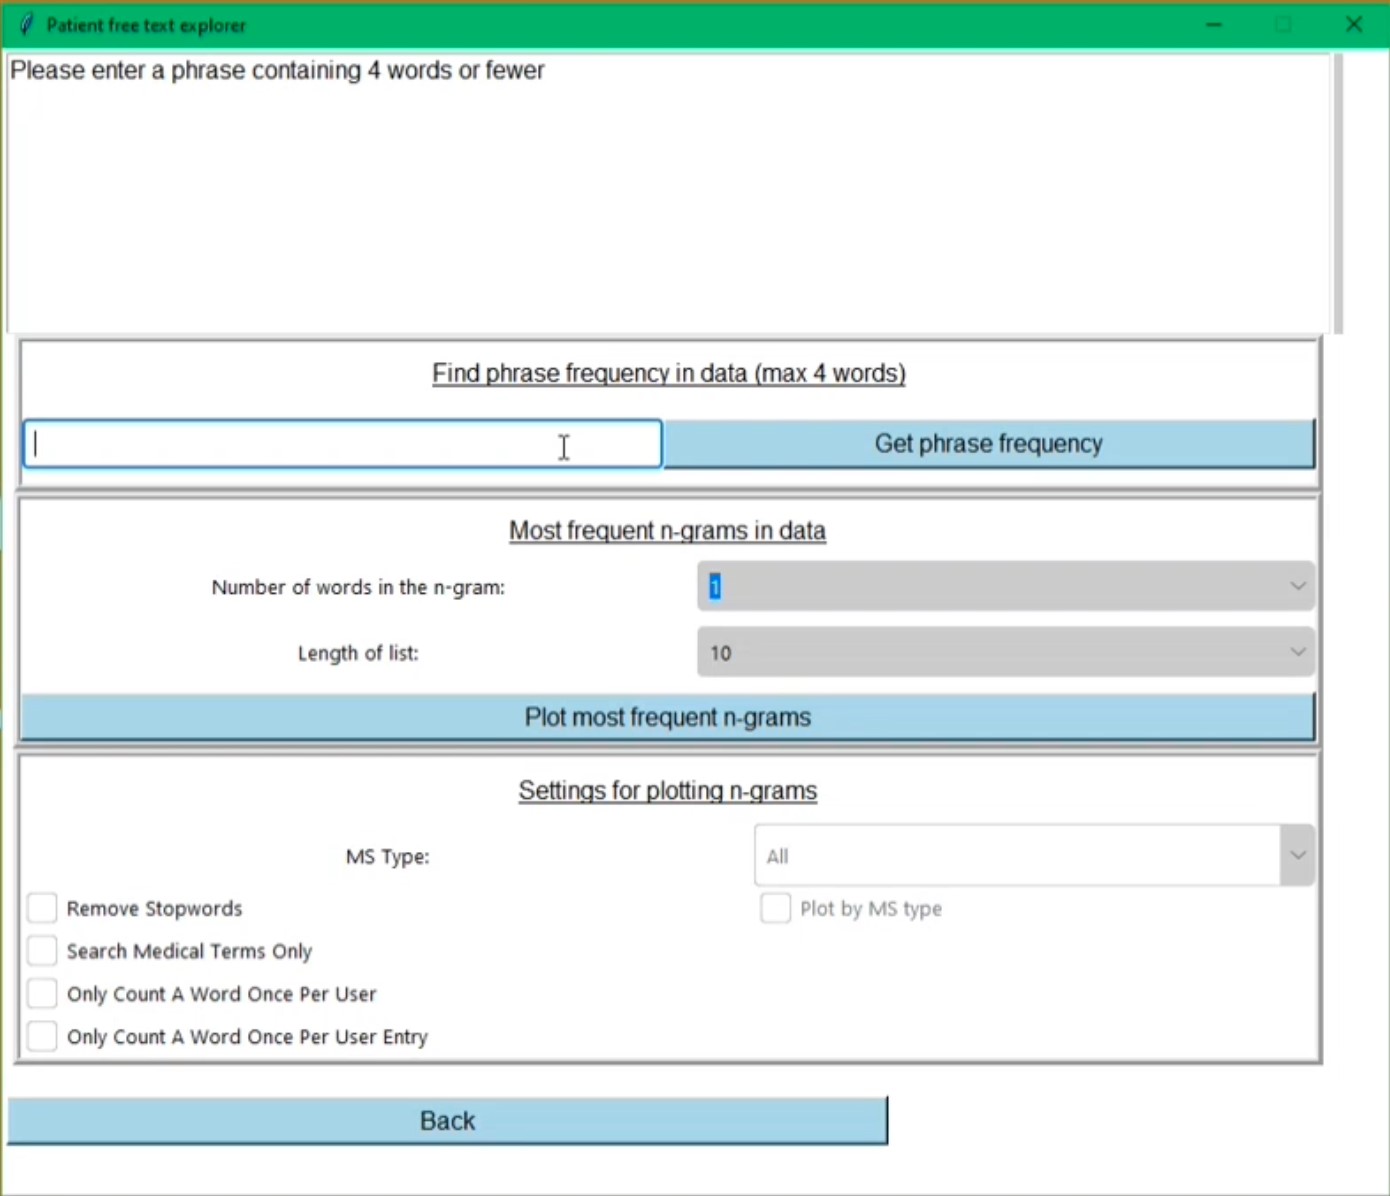 Patient free text explorer
Please enter a phrase containing 4 words or fewer
Find phrase frequency in data (max 4 words)
Get phrase frequency
Most frequent n-grams in data
Number of words in the n-gram:
1
Length of list:
10
Plot most frequent n-grams
Settings for plotting n-grams
MS Type:
All
Remove Stopwords
Plot by MS type
Search Medical Terms Only
Only Count A Word Once Per User
Only Count A Word Once Per User Entry
Back